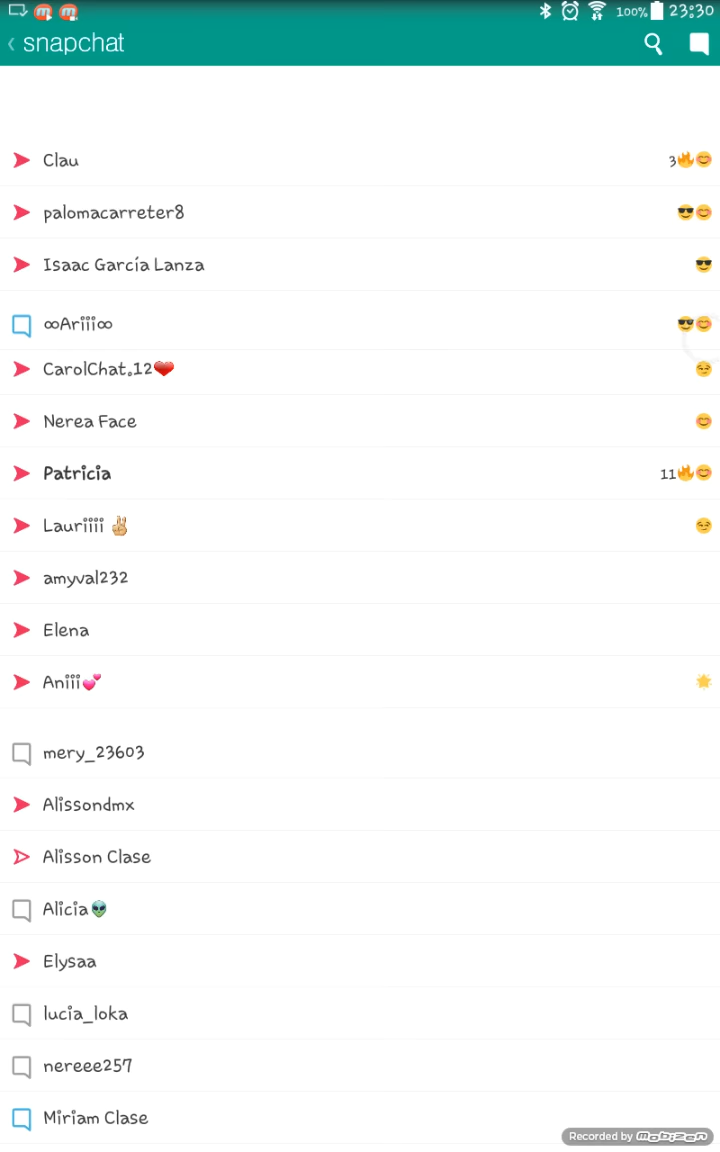 100% 23:30
snapchat
Clau 3🔥😊
palomacarreter8 😎😊
Isaac García Lanza 😎
∞Ariii∞ 😎😊
CarolChat.12❤ 😏
Nerea Face 😊
Patricia 11🔥😊
Lauriiii ✌🏼 😏
amyval232
Elena
Aniii💕 🌟
mery_23603
Alissondmx
Alisson Clase
Alicia👽
Elysaa
lucia_loka
nereee257
Miriam Clase
Recorded by mobizen